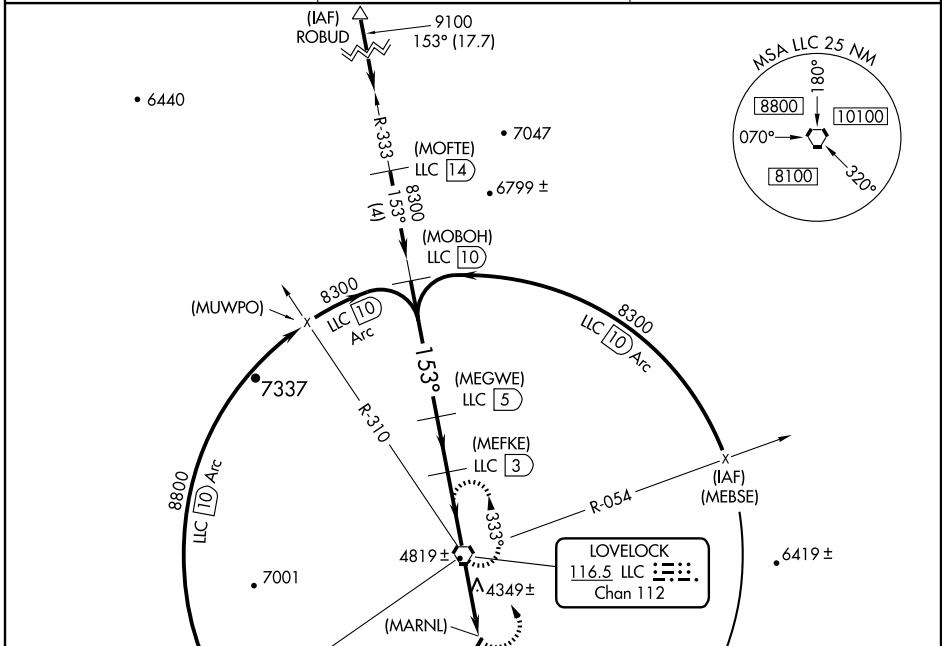 (IAF)
ROBUD
9100
153° (17.7)
MSA LLC 25 NM
180°
8800
10100
070°
8100
320°
6440
R-333
7047
(MOFTE)
LLC 14
6799 ±
8300
153°
(4)
(MOBOH)
LLC 10
(MUWPO)
8300
LLC 10
Arc
8300
LLC 10 Arc
153°
7337
(MEGWE)
LLC 5
R-310
(MEFKE)
LLC 3
8800
LLC 10 Arc
(IAF)
(MEBSE)
R-054
333°
4819 ±
LOVELOCK
116.5 LLC
Chan 112
6419 ±
7001
4349±
(MARNL)